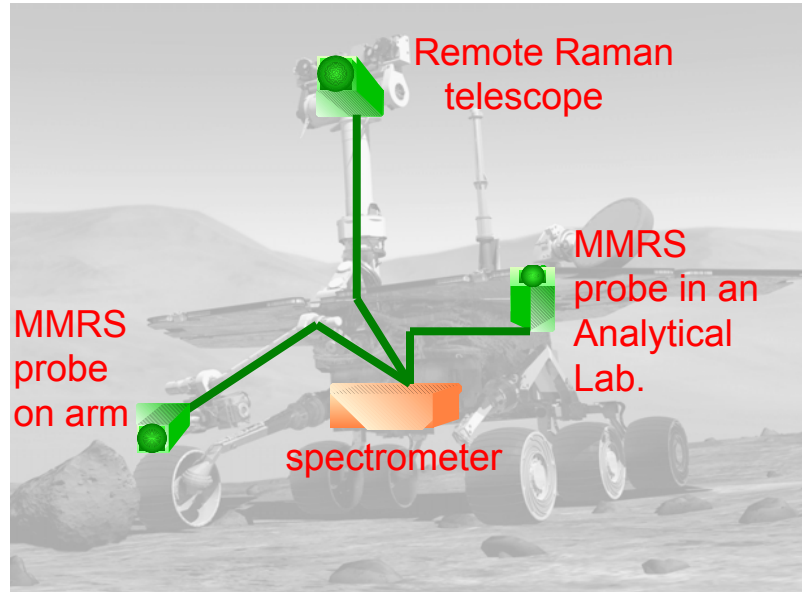 Remote Raman
telescope
MMRS
probe in an
Analytical
Lab.
MMRS
probe
on arm
spectrometer